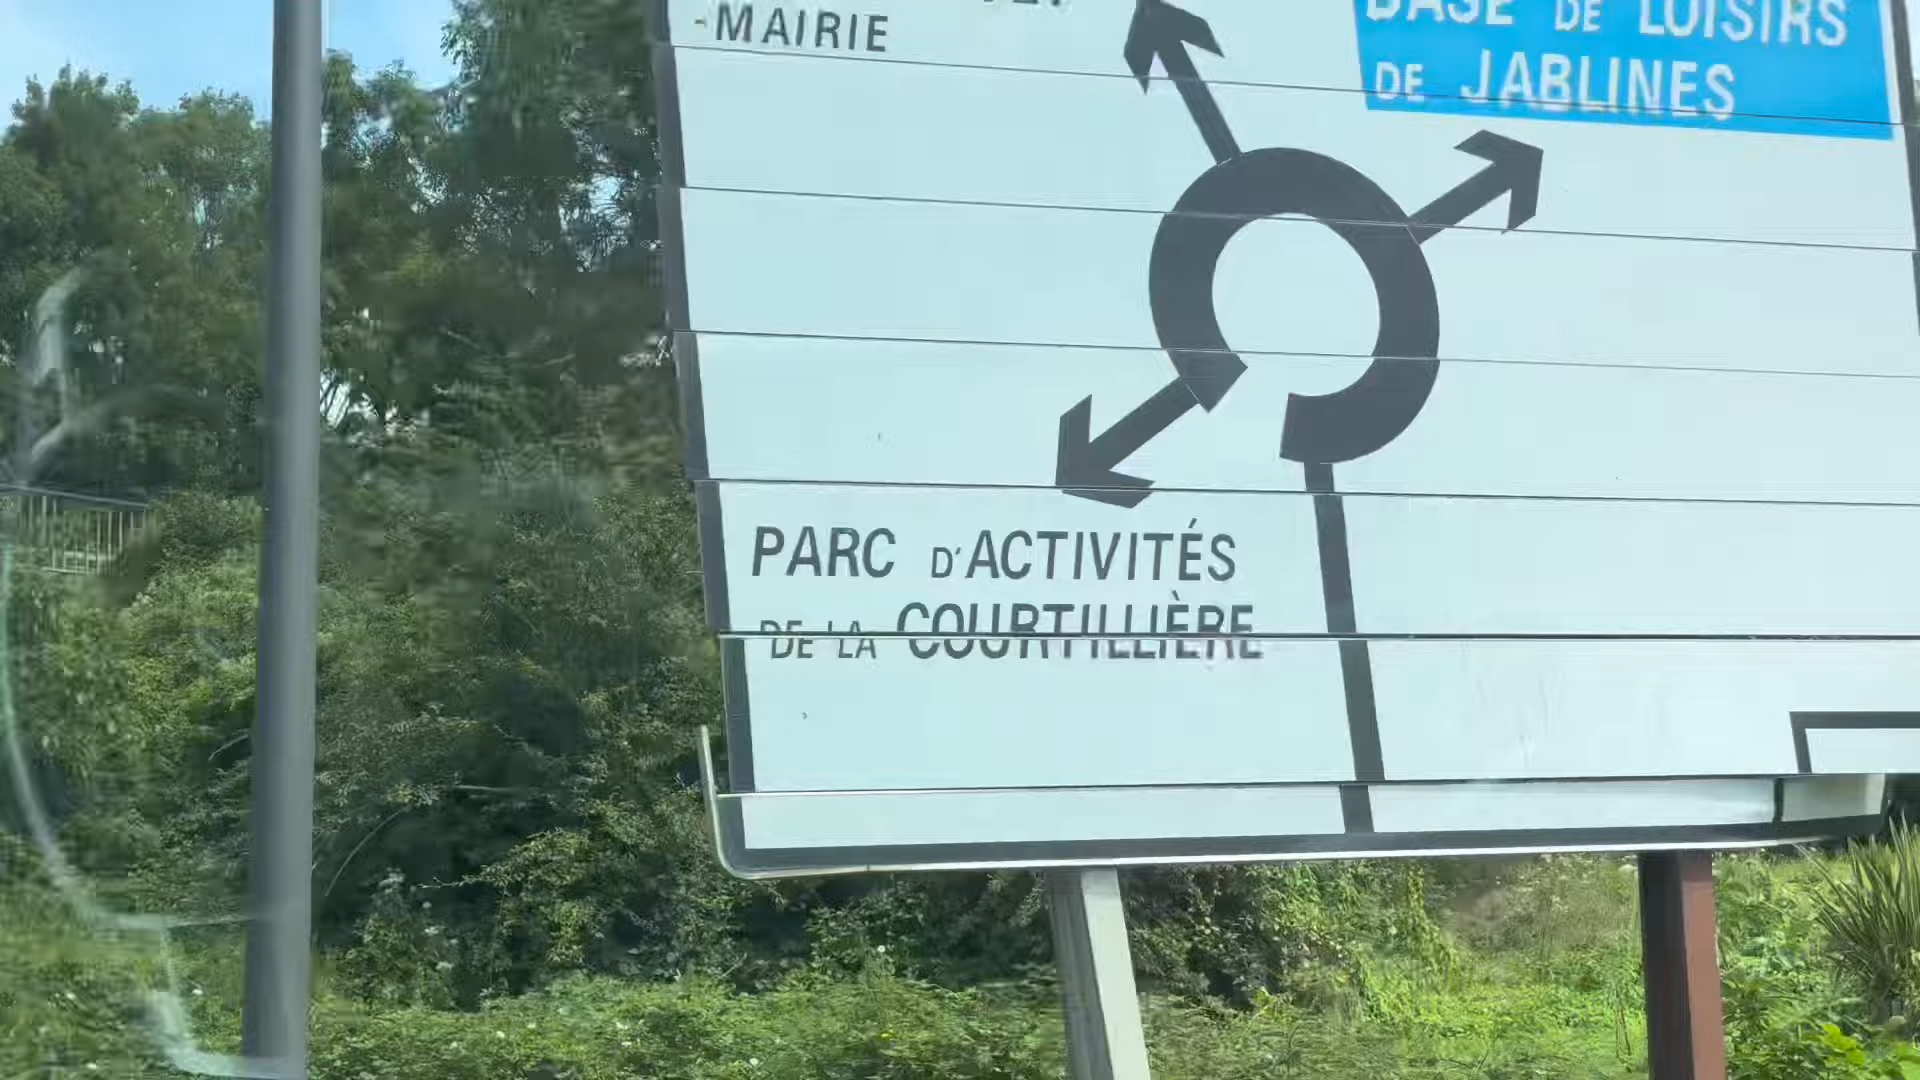 -MAIRIE
BASE DE LOISIRS
DE JABLINES
PARC D'ACTIVITÉS
DE LA COURTILLIÈRE